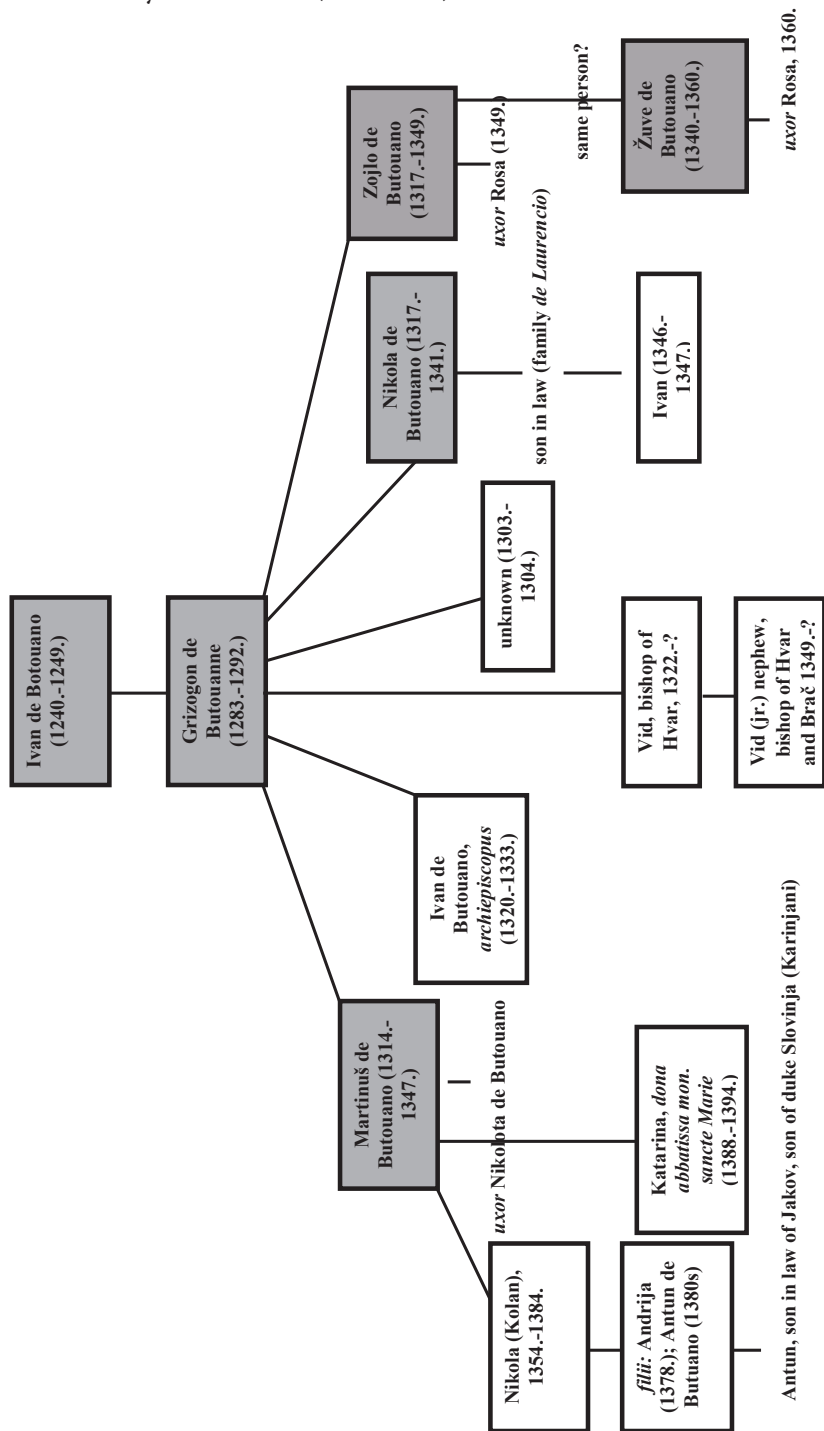 Ivan de Botouano
(1240.-1249.)
Grizogon de
Butouanne
(1283.-1292.)
Martinuš de
Butouano (1314.-
1347.)
uxor Nikolota de Butouano
Nikola (Kolan),
1354.-1384.
filii: Andrija
(1378.); Antun de
Butuano (1380s)
Antun, son in law of Jakov, son of duke Slovinja (Karinjani)
Katarina, dona
abbatissa mon.
sancte Marie
(1388.-1394.)
Ivan de
Butouano,
archiepiscopus
(1320.-1333.)
Vid, bishop of
Hvar, 1322.-?
Vid (jr.) nephew,
bishop of Hvar
and Brač 1349.-?
unknown (1303.-
1304.)
Nikola de
Butouano (1317.-
1341.)
son in law (family de Laurencio)
Ivan (1346.-
1347.)
Zojlo de
Butouano
(1317.-1349.)
uxor Rosa (1349.)
same person?
Žuve de
Butouano
(1340.-1360.)
uxor Rosa, 1360.